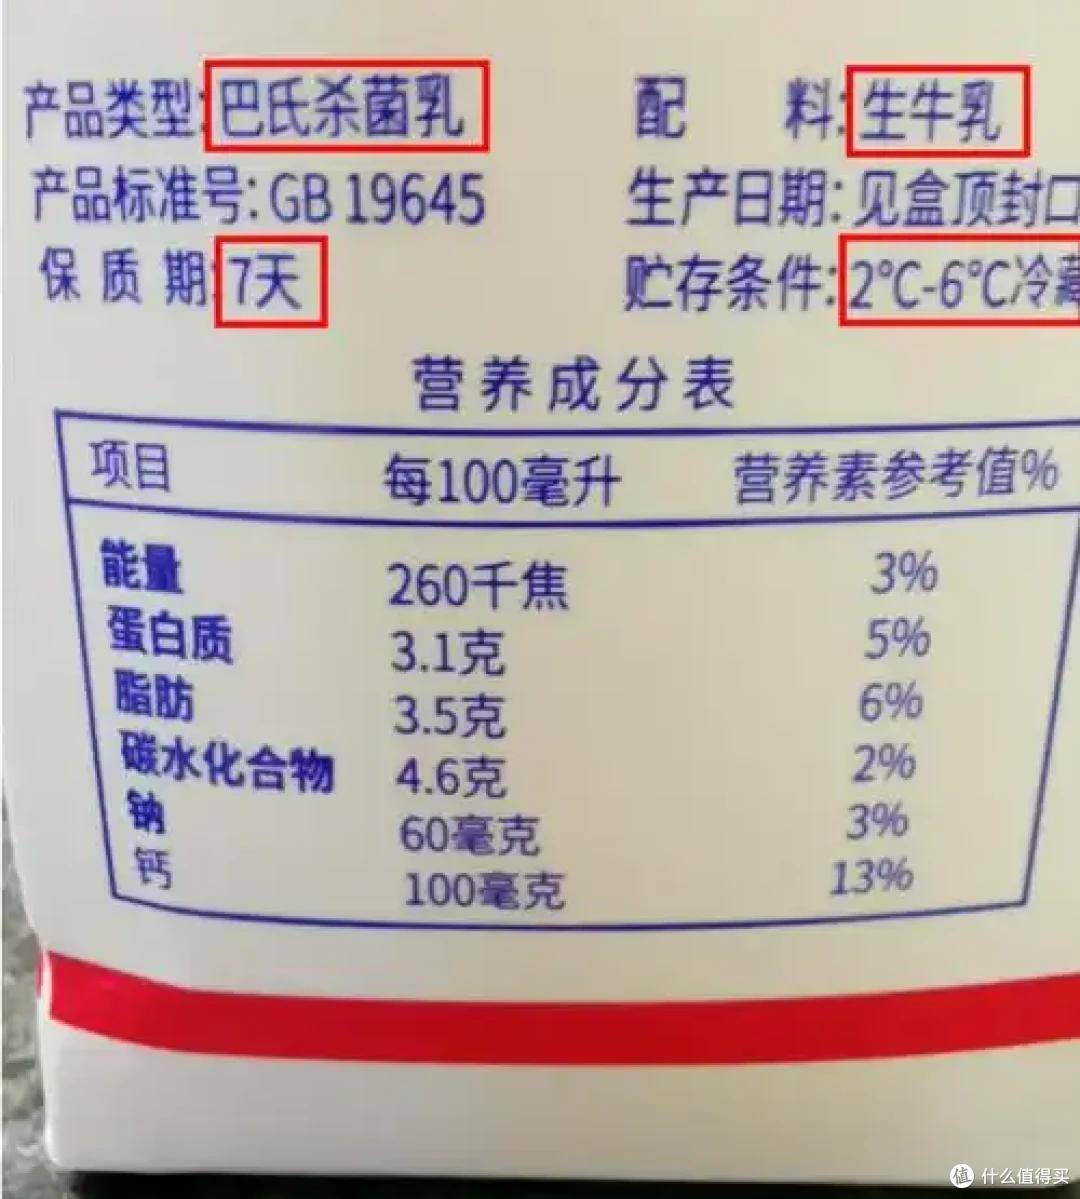 产品类型:巴氏杀菌乳 配 料:生牛乳
产品标准号:GB 19645 生产日期:见盒顶封口
保 质 期:7天 贮存条件:2°C-6°C冷藏
营养成分表
项目 每100毫升 营养素参考值%
能量 260千焦 3%
蛋白质 3.1克 5%
脂肪 3.5克 6%
碳水化合物 4.6克 2%
钠 60毫克 3%
钙 100毫克 13%
值 什么值得买